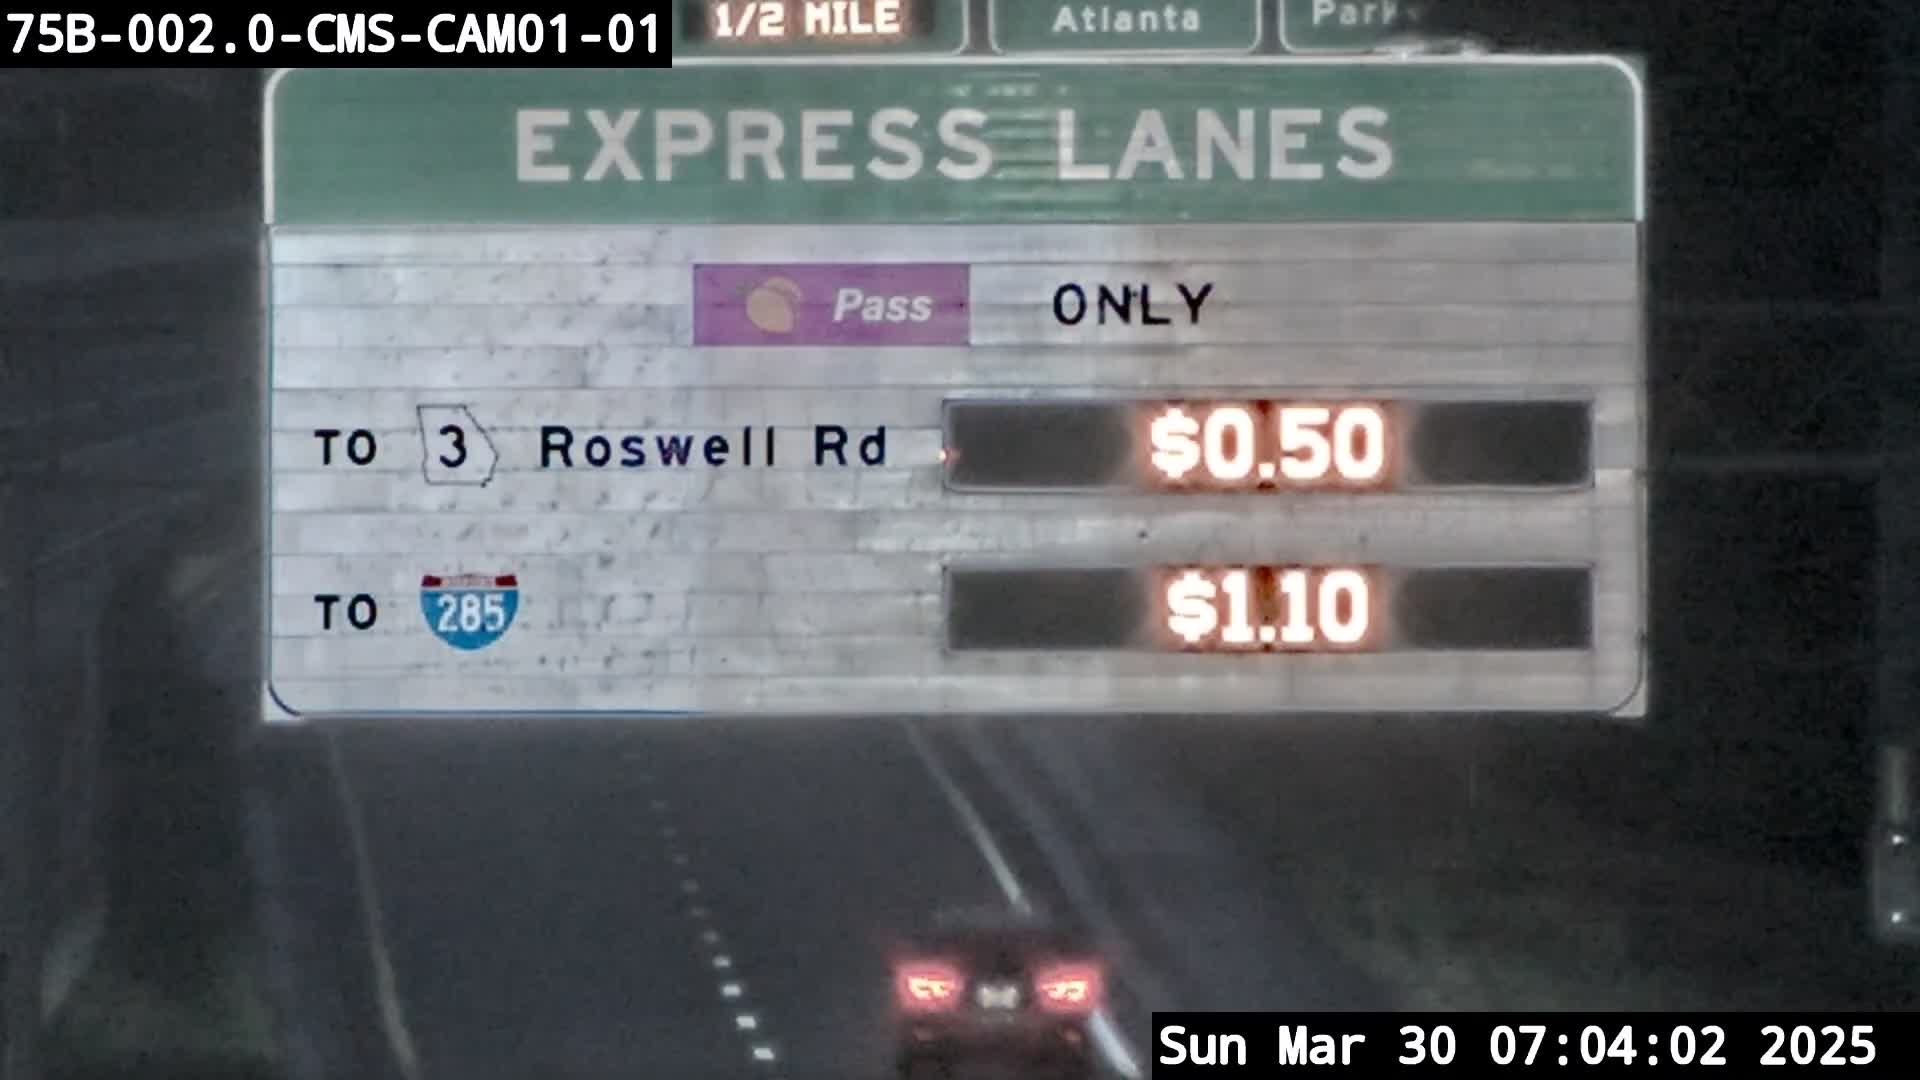 75B-002.0-CMS-CAM01-01
1/2 MILE
Atlanta
Park
EXPRESS LANES
Pass ONLY
TO 3 Roswell Rd $0.50
TO 285 $1.10
Sun Mar 30 07:04:02 2025